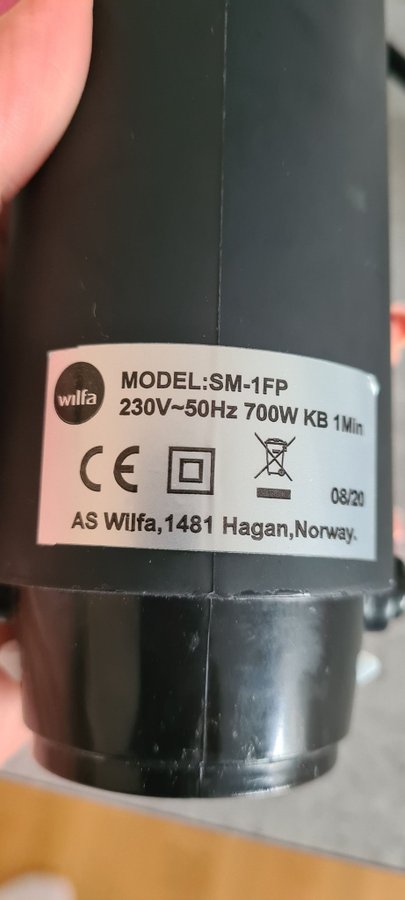 wilfa
MODEL:SM-1FP
230V~50Hz 700W KB 1Min
CE
08/20
AS Wilfa,1481 Hagan,Norway.